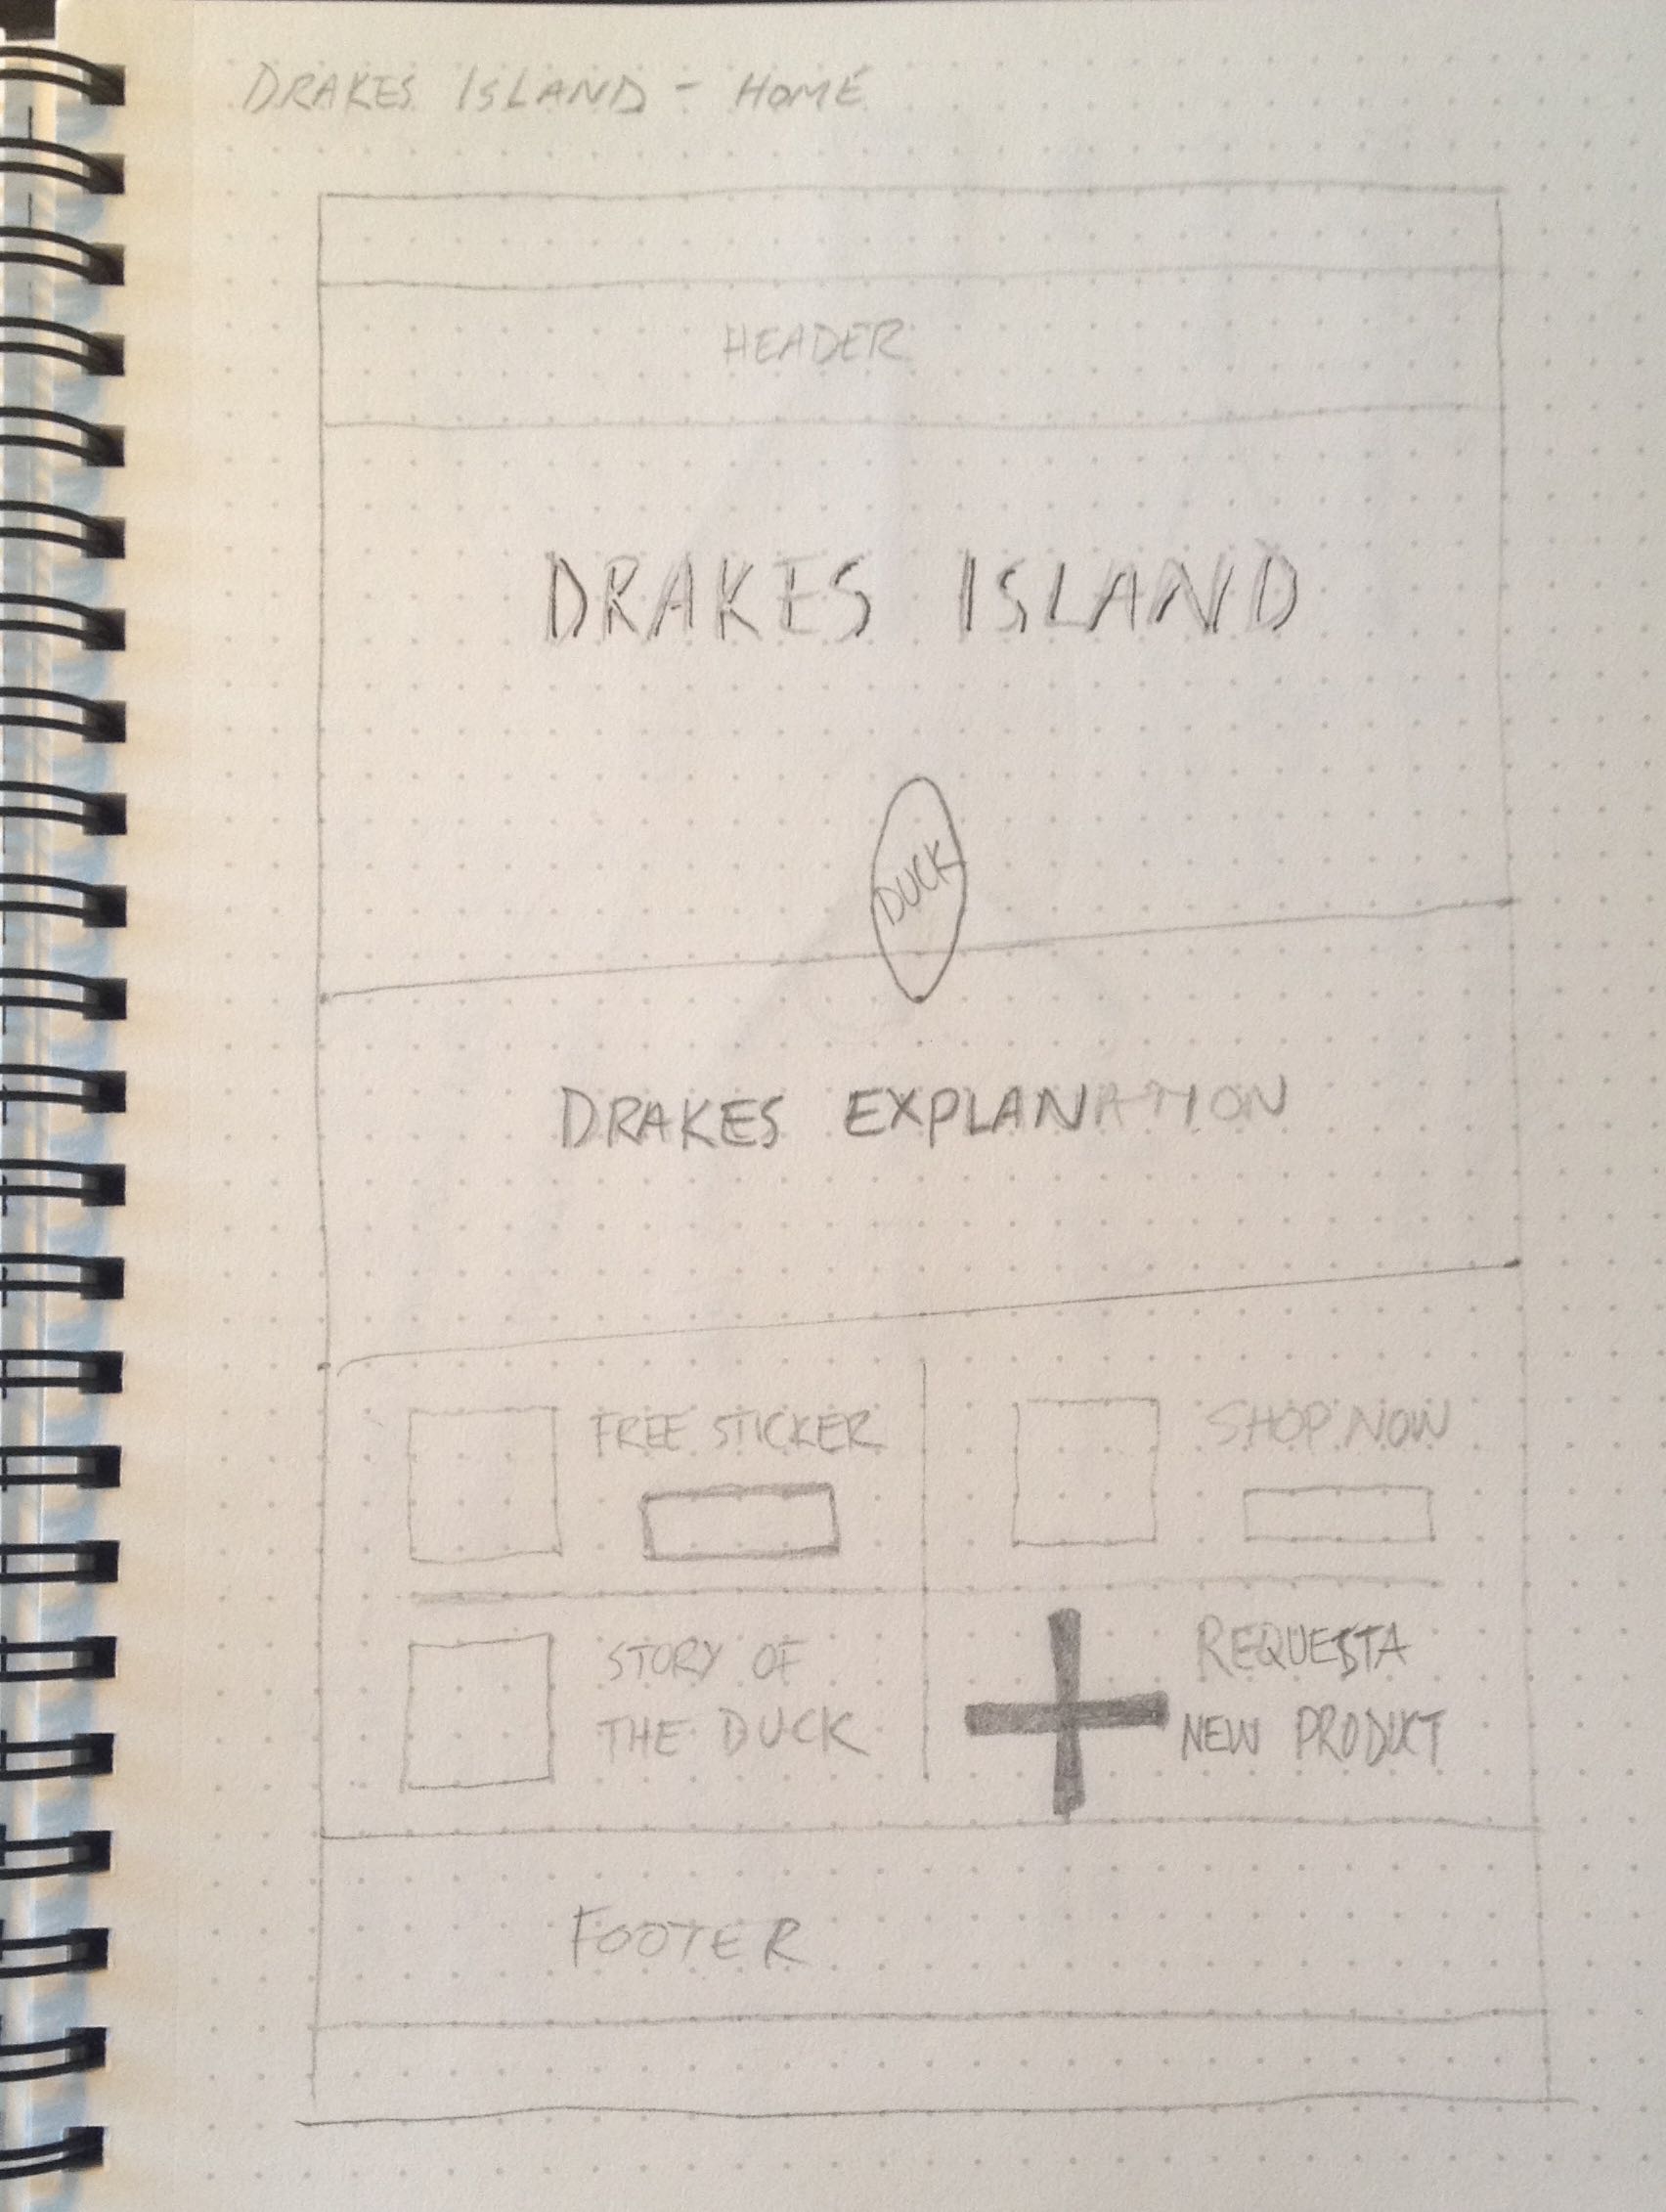 DRAKES ISLAND - HOME
HEADER
DRAKES ISLAND
DUCK
DRAKES EXPLANATION
FREE STICKER
SHOP NOW
STORY OF
THE DUCK
REQUEST A
NEW PRODUCT
FOOTER